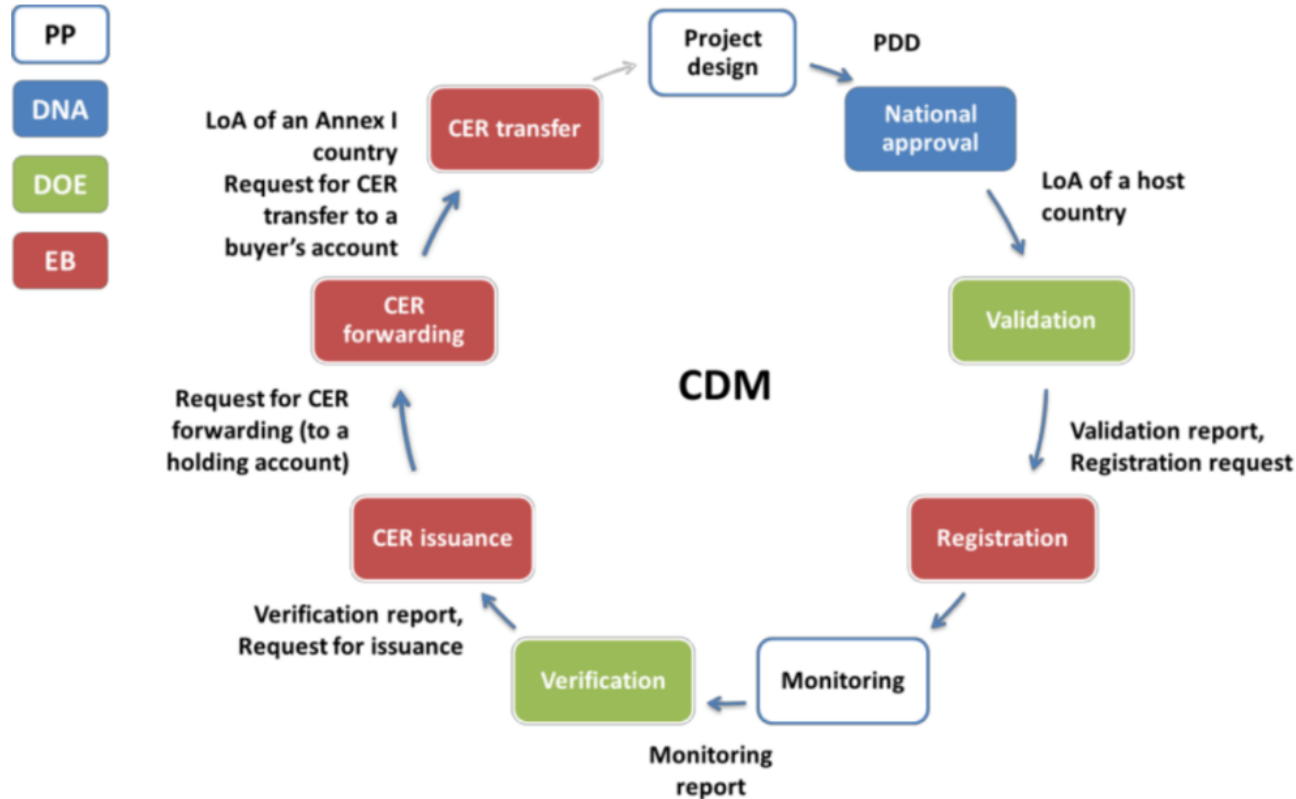 PP
DNA
DOE
EB
Project
design
PDD
National
approval
LoA of a host
country
Validation
Validation report,
Registration request
Registration
Monitoring
Monitoring
report
Verification
Verification report,
Request for issuance
CER issuance
Request for CER
forwarding (to a
holding account)
CER
forwarding
LoA of an Annex I
country
Request for CER
transfer to a
buyer's account
CER transfer
CDM